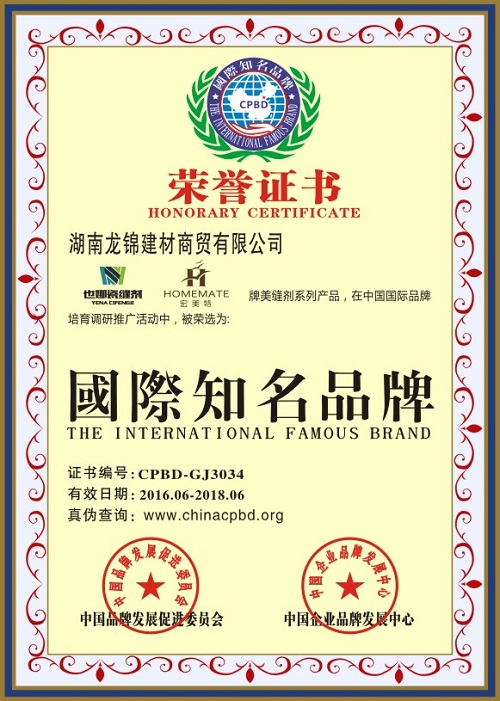 國際知名品牌
CPBD
THE INTERNATIONAL FAMOUS BRAND
荣誉证书
HONORARY CERTIFICATE
湖南龙锦建材商贸有限公司
也娜瓷缝剂
YENA CIFENGE
HOMEMATE
宏美特
牌美缝剂系列产品，在中国国际品牌
培育调研推广活动中，被荣选为:
國際知名品牌
THE INTERNATIONAL FAMOUS BRAND
证书编号: CPBD-GJ3034
有效日期: 2016.06-2018.06
真伪查询: www.chinacpbd.org
中国品牌发展促进委员会
中国企业品牌发展中心
中国品牌发展促进委员会
中国企业品牌发展中心